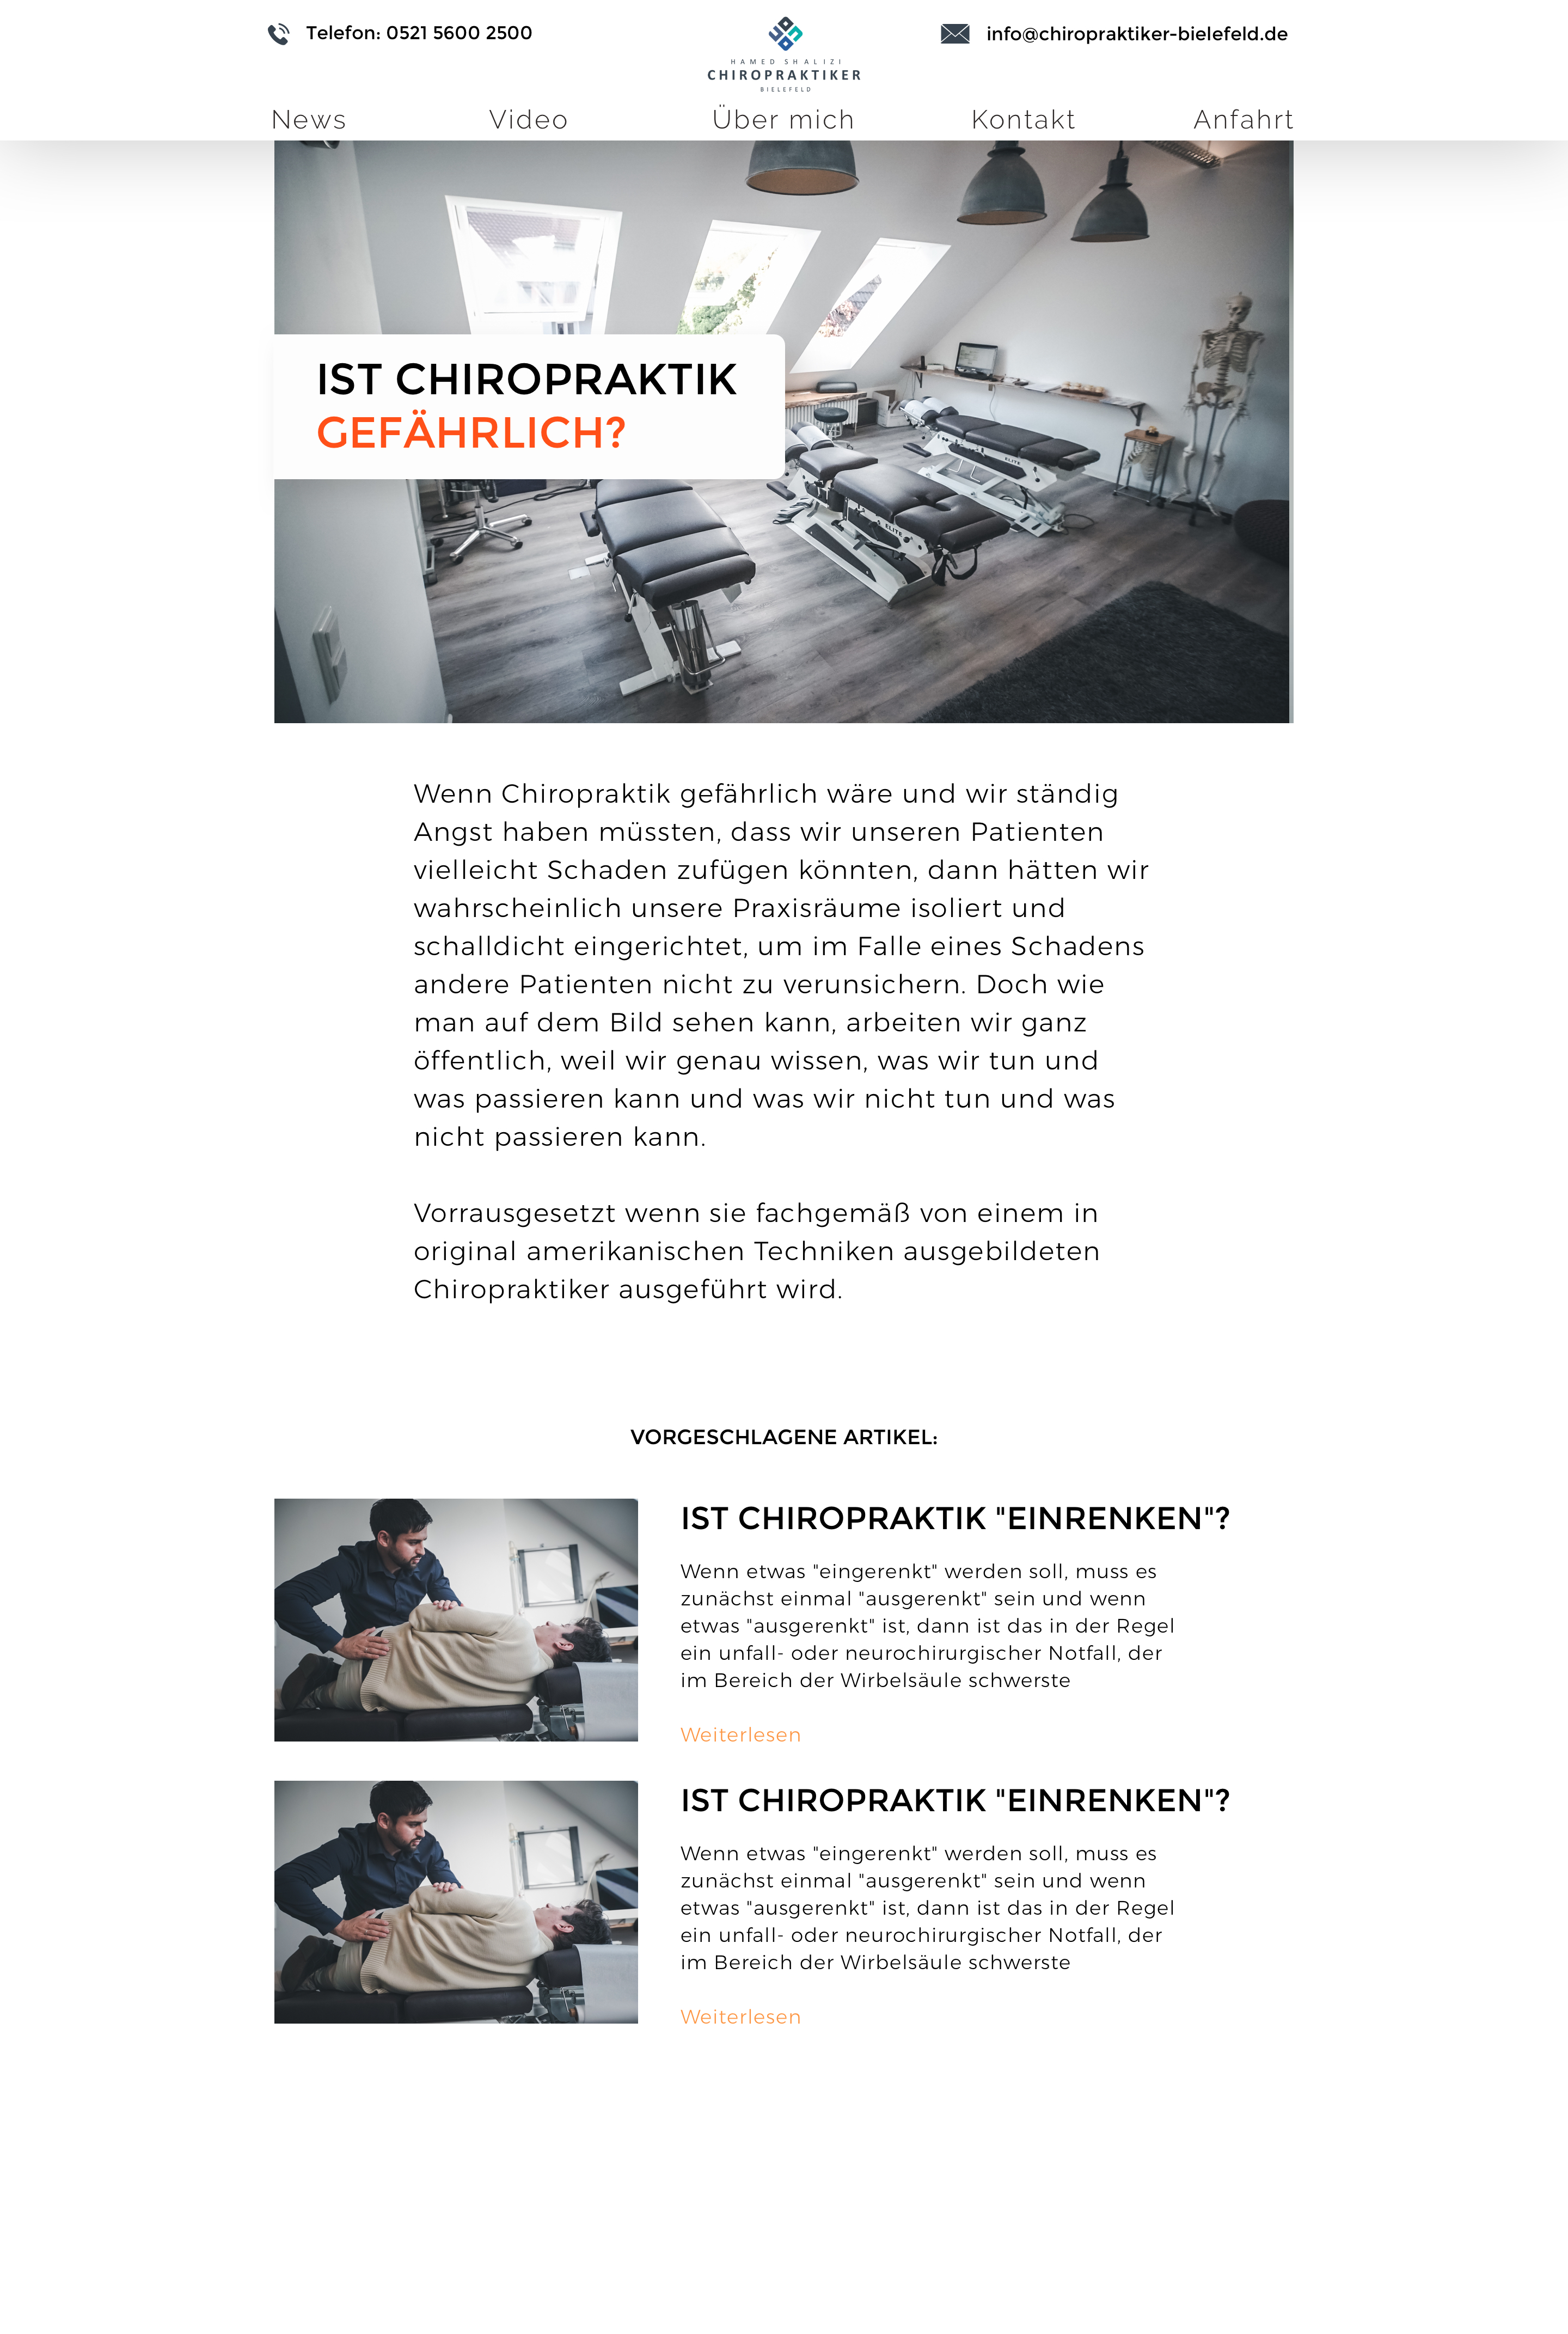 Telefon: 0521 5600 2500
HAMED SHALIZI
CHIROPRAKTIKER
BIELEFELD
info@chiropraktiker-bielefeld.de
News
Video
Über mich
Kontakt
Anfahrt
IST CHIROPRAKTIK
GEFÄHRLICH?
ELITE
ELITE
Wenn Chiropraktik gefährlich wäre und wir ständig
Angst haben müssten, dass wir unseren Patienten
vielleicht Schaden zufügen könnten, dann hätten wir
wahrscheinlich unsere Praxisräume isoliert und
schalldicht eingerichtet, um im Falle eines Schadens
andere Patienten nicht zu verunsichern. Doch wie
man auf dem Bild sehen kann, arbeiten wir ganz
öffentlich, weil wir genau wissen, was wir tun und
was passieren kann und was wir nicht tun und was
nicht passieren kann.
Vorrausgesetzt wenn sie fachgemäß von einem in
original amerikanischen Techniken ausgebildeten
Chiropraktiker ausgeführt wird.
VORGESCHLAGENE ARTIKEL:
IST CHIROPRAKTIK "EINRENKEN"?
Wenn etwas "eingerenkt" werden soll, muss es
zunächst einmal "ausgerenkt" sein und wenn
etwas "ausgerenkt" ist, dann ist das in der Regel
ein unfall- oder neurochirurgischer Notfall, der
im Bereich der Wirbelsäule schwerste
Weiterlesen
IST CHIROPRAKTIK "EINRENKEN"?
Wenn etwas "eingerenkt" werden soll, muss es
zunächst einmal "ausgerenkt" sein und wenn
etwas "ausgerenkt" ist, dann ist das in der Regel
ein unfall- oder neurochirurgischer Notfall, der
im Bereich der Wirbelsäule schwerste
Weiterlesen